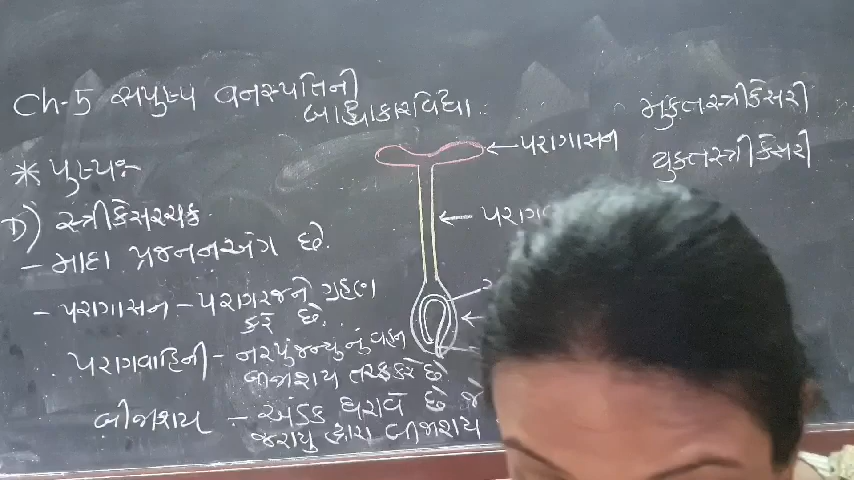 Ch-5 સપુષ્પ વનસ્પતિની
બાહ્યાકારવિદ્યા :
* પુષ્પઃ-
D) સ્ત્રીકેસરચક્ર
- માદા પ્રજનનઅંગ છે.
- પરાગાસન - પરાગરજને ગ્રહણ
કરે છે.
પરાગવાહિની - નરપુંજન્યુનું વહન
બીજાશય તરફ કરે છે
બીજાશય - અંડક ધરાવે છે જે
જરાયુ દ્વારા બીજાશય
← પરાગાસન
મુક્તસ્ત્રીકેસરી
યુક્તસ્ત્રીકેસરી